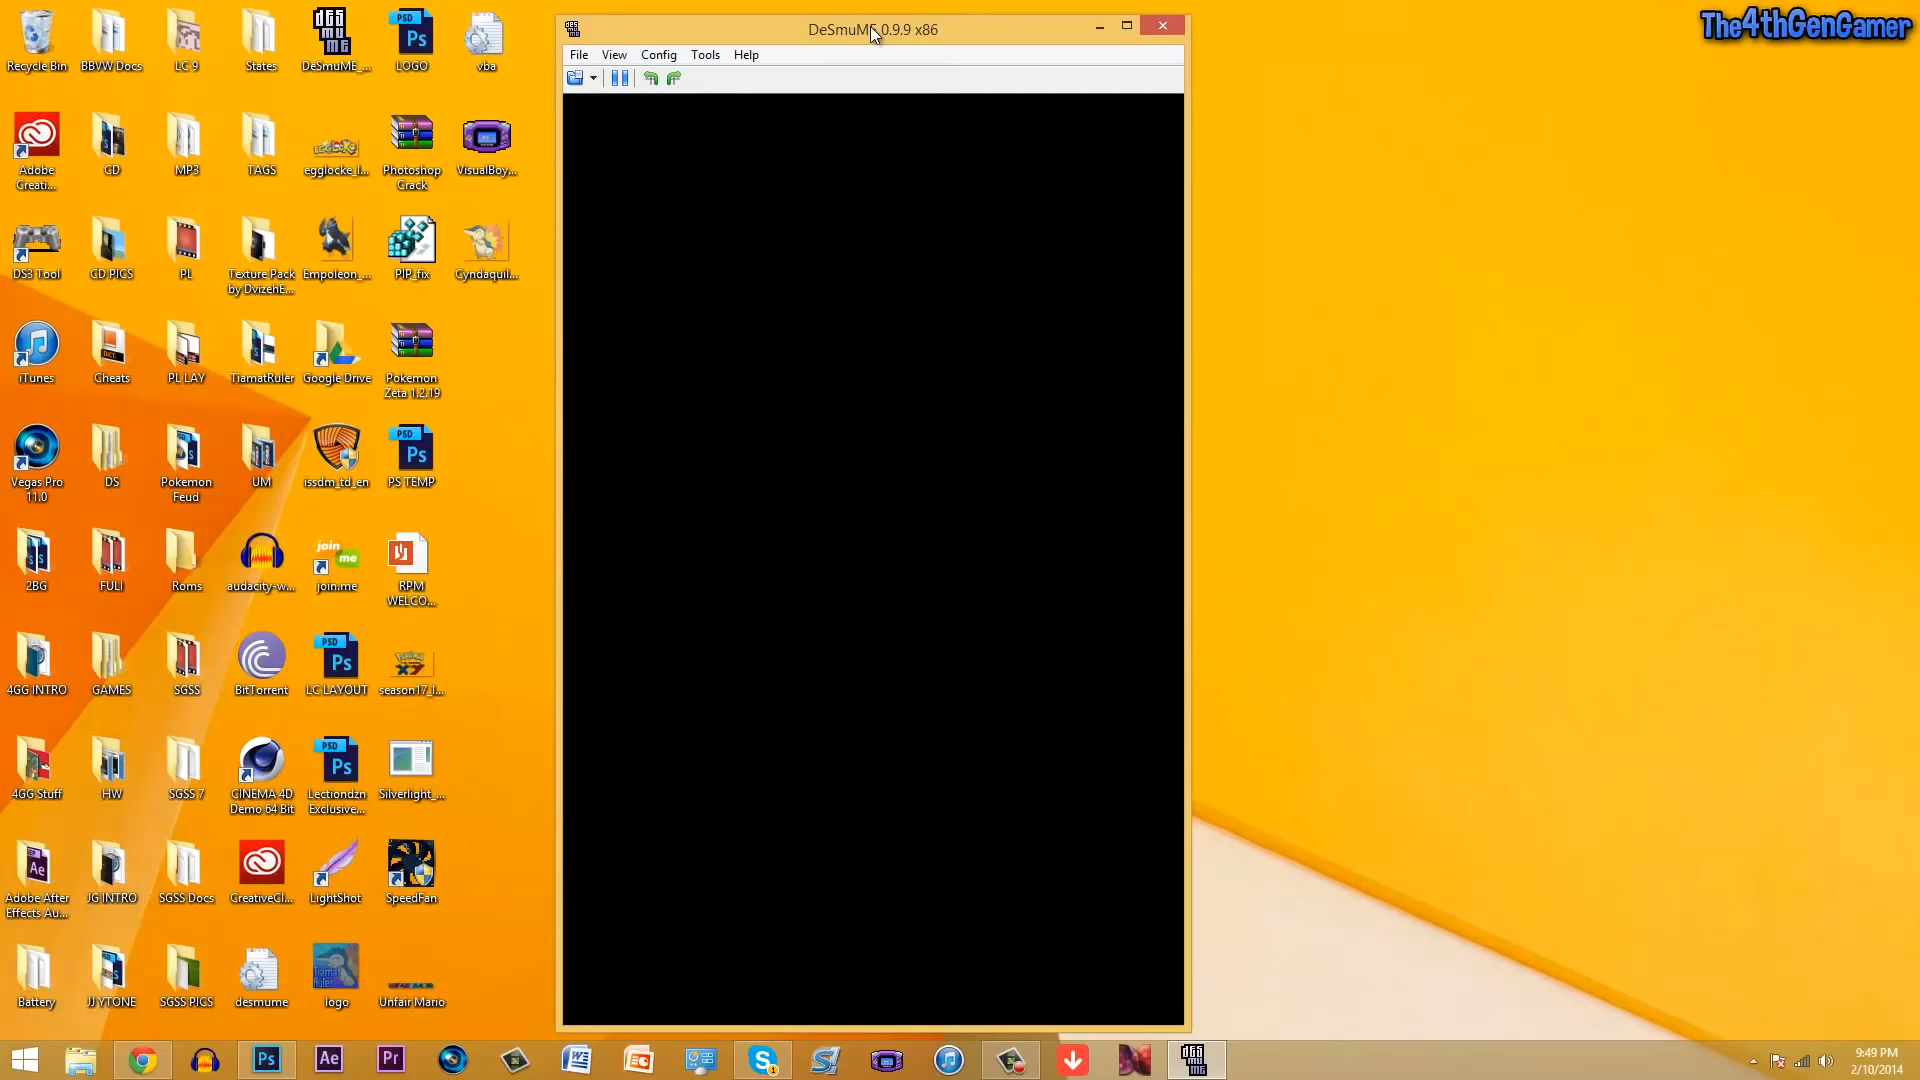 The4thGenGamer
DeSmuME 0.9.9 x86
File View Config Tools Help
Recycle Bin
BBVW Docs
LC 9
States
DeSmuME_...
LOGO
vba
Adobe
Creati...
CD
MP3
TAGS
egglocke_l...
Photoshop
Crack
VisualBoy...
DS3 Tool
CD PICS
PL
Texture Pack
by DvizehE...
Empoleon_...
PIP_fix
Cyndaquil...
iTunes
Cheats
PL LAY
TiamatRuler
Google Drive
Pokemon
Zeta 1.2.19
Vegas Pro
11.0
DS
Pokemon
Feud
UM
issdm_td_en
PS TEMP
2BG
FULI
Roms
audacity-w...
join.me
RPM
WELCO...
4GG INTRO
GAMES
SGSS
BitTorrent
LC LAYOUT
season17_l...
4GG Stuff
HW
SGSS 7
CINEMA 4D
Demo 64 Bit
Lectiondzn
Exclusive...
Silverlight_...
Adobe After
Effects Au...
JG INTRO
SGSS Docs
CreativeCl...
LightShot
SpeedFan
Battery
JJ YTONE
SGSS PICS
desmume
logo
Unfair Mario
9:49 PM
2/10/2014